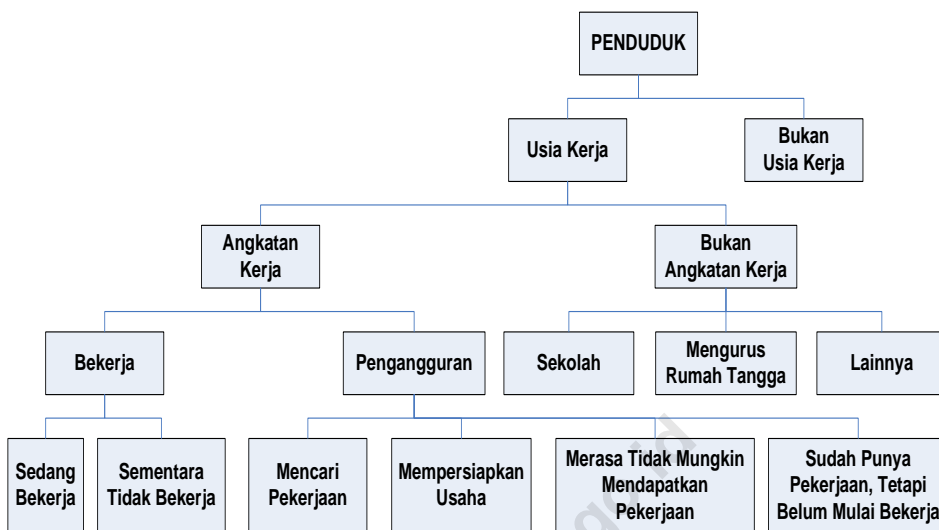 PENDUDUK
Usia Kerja
Bukan
Usia Kerja
Angkatan
Kerja
Bukan
Angkatan Kerja
Bekerja
Pengangguran
Sekolah
Mengurus
Rumah Tangga
Lainnya
Sedang
Bekerja
Sementara
Tidak Bekerja
Mencari
Pekerjaan
Mempersiapkan
Usaha
Merasa Tidak Mungkin
Mendapatkan
Pekerjaan
Sudah Punya
Pekerjaan, Tetapi
Belum Mulai Bekerja
go.id